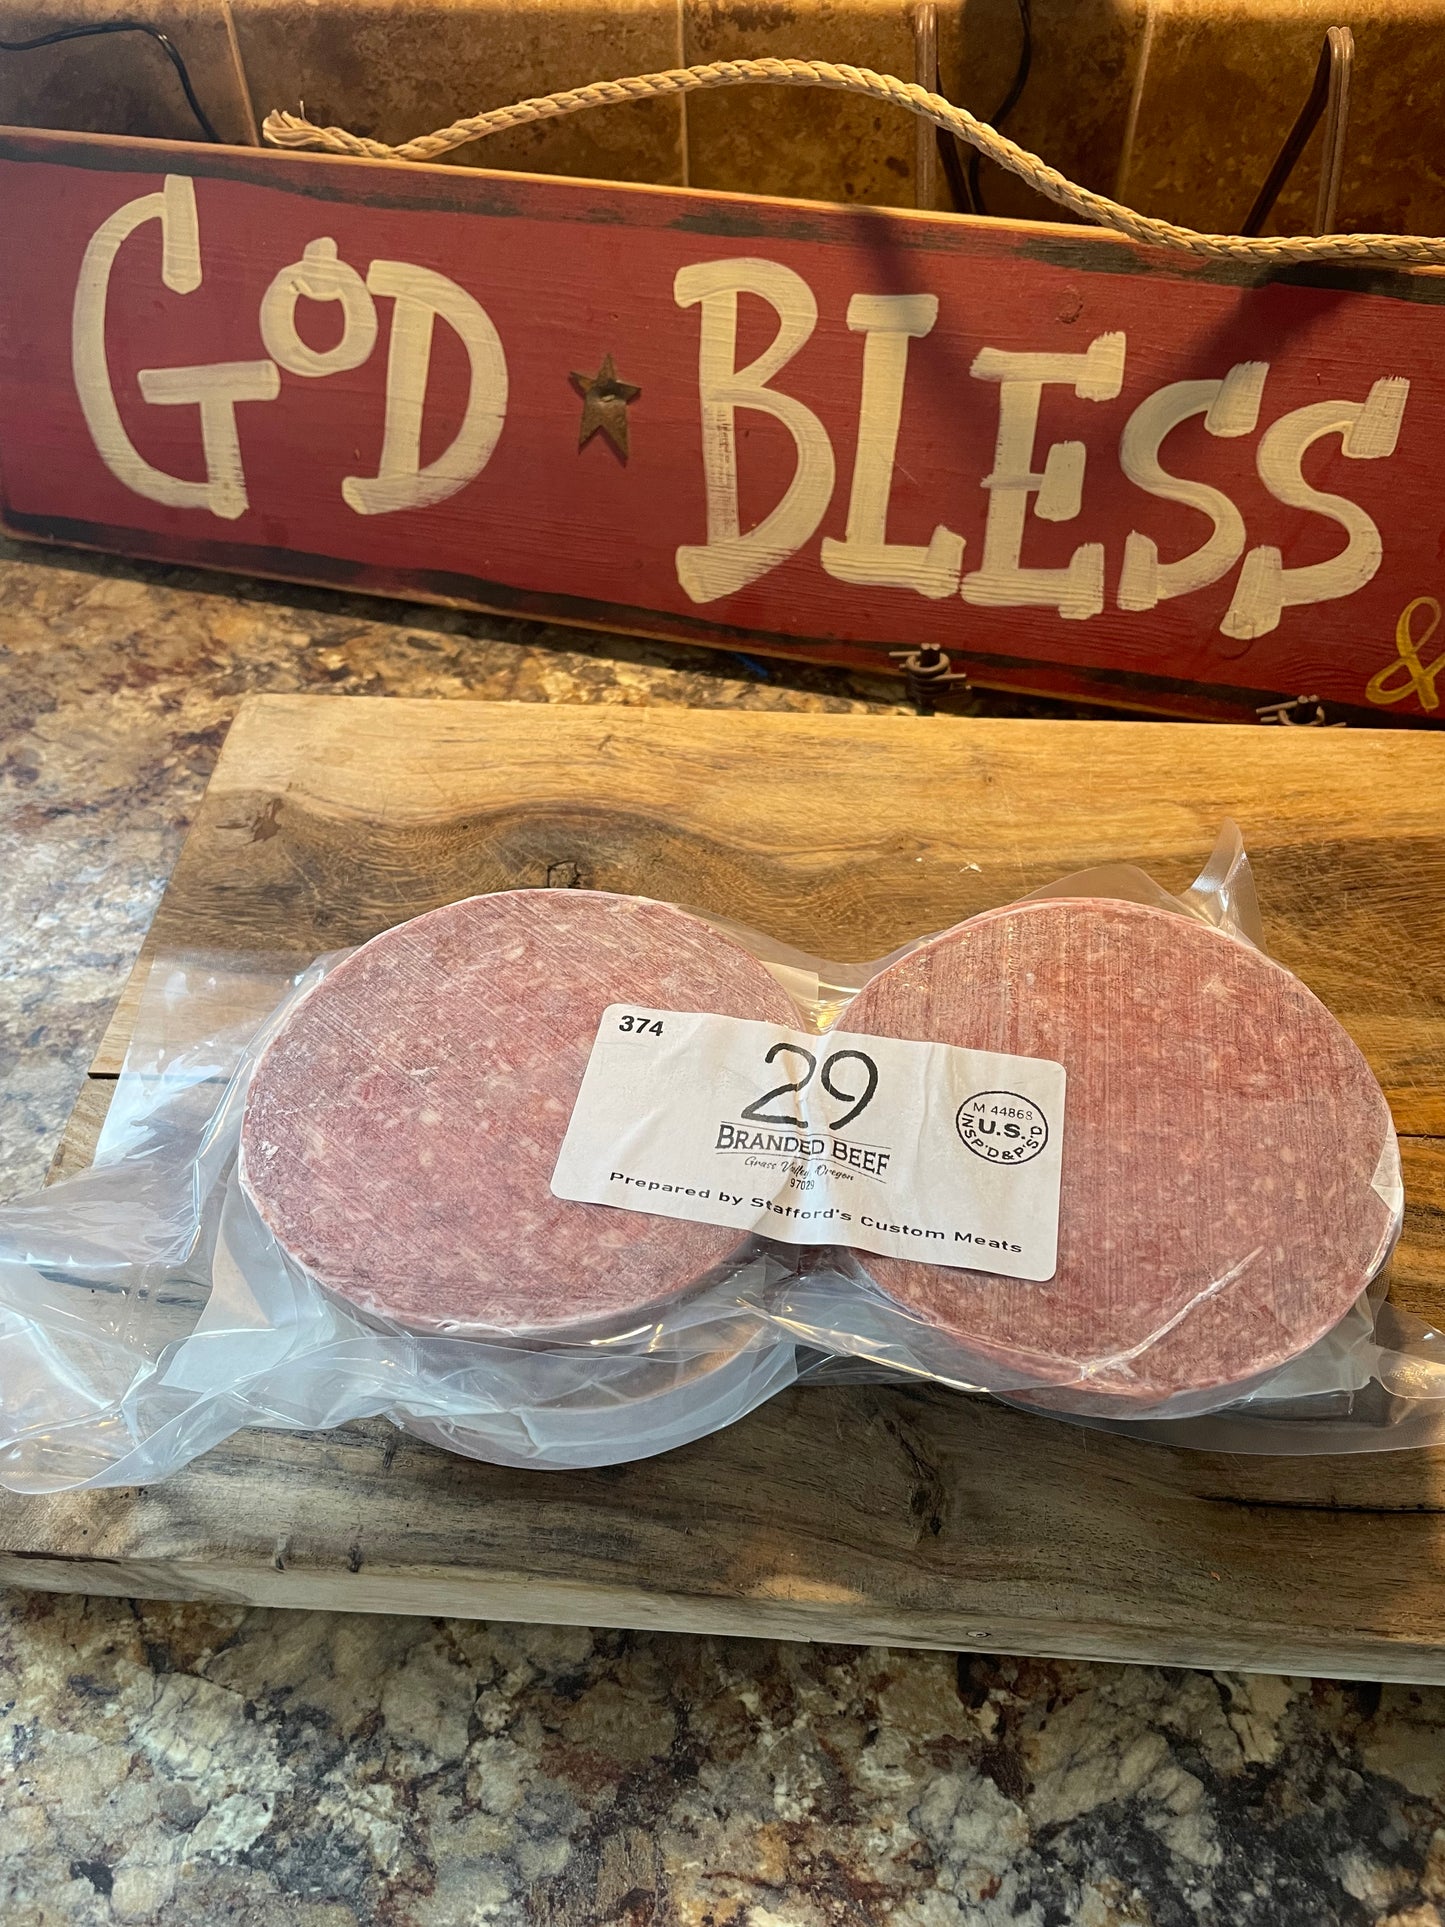 GOD BLESS &
374
29
BRANDED BEEF
Grass Valley, Oregon
97029
Prepared by Stafford's Custom Meats
M 44868
U.S.
INSP'D & P'S'D